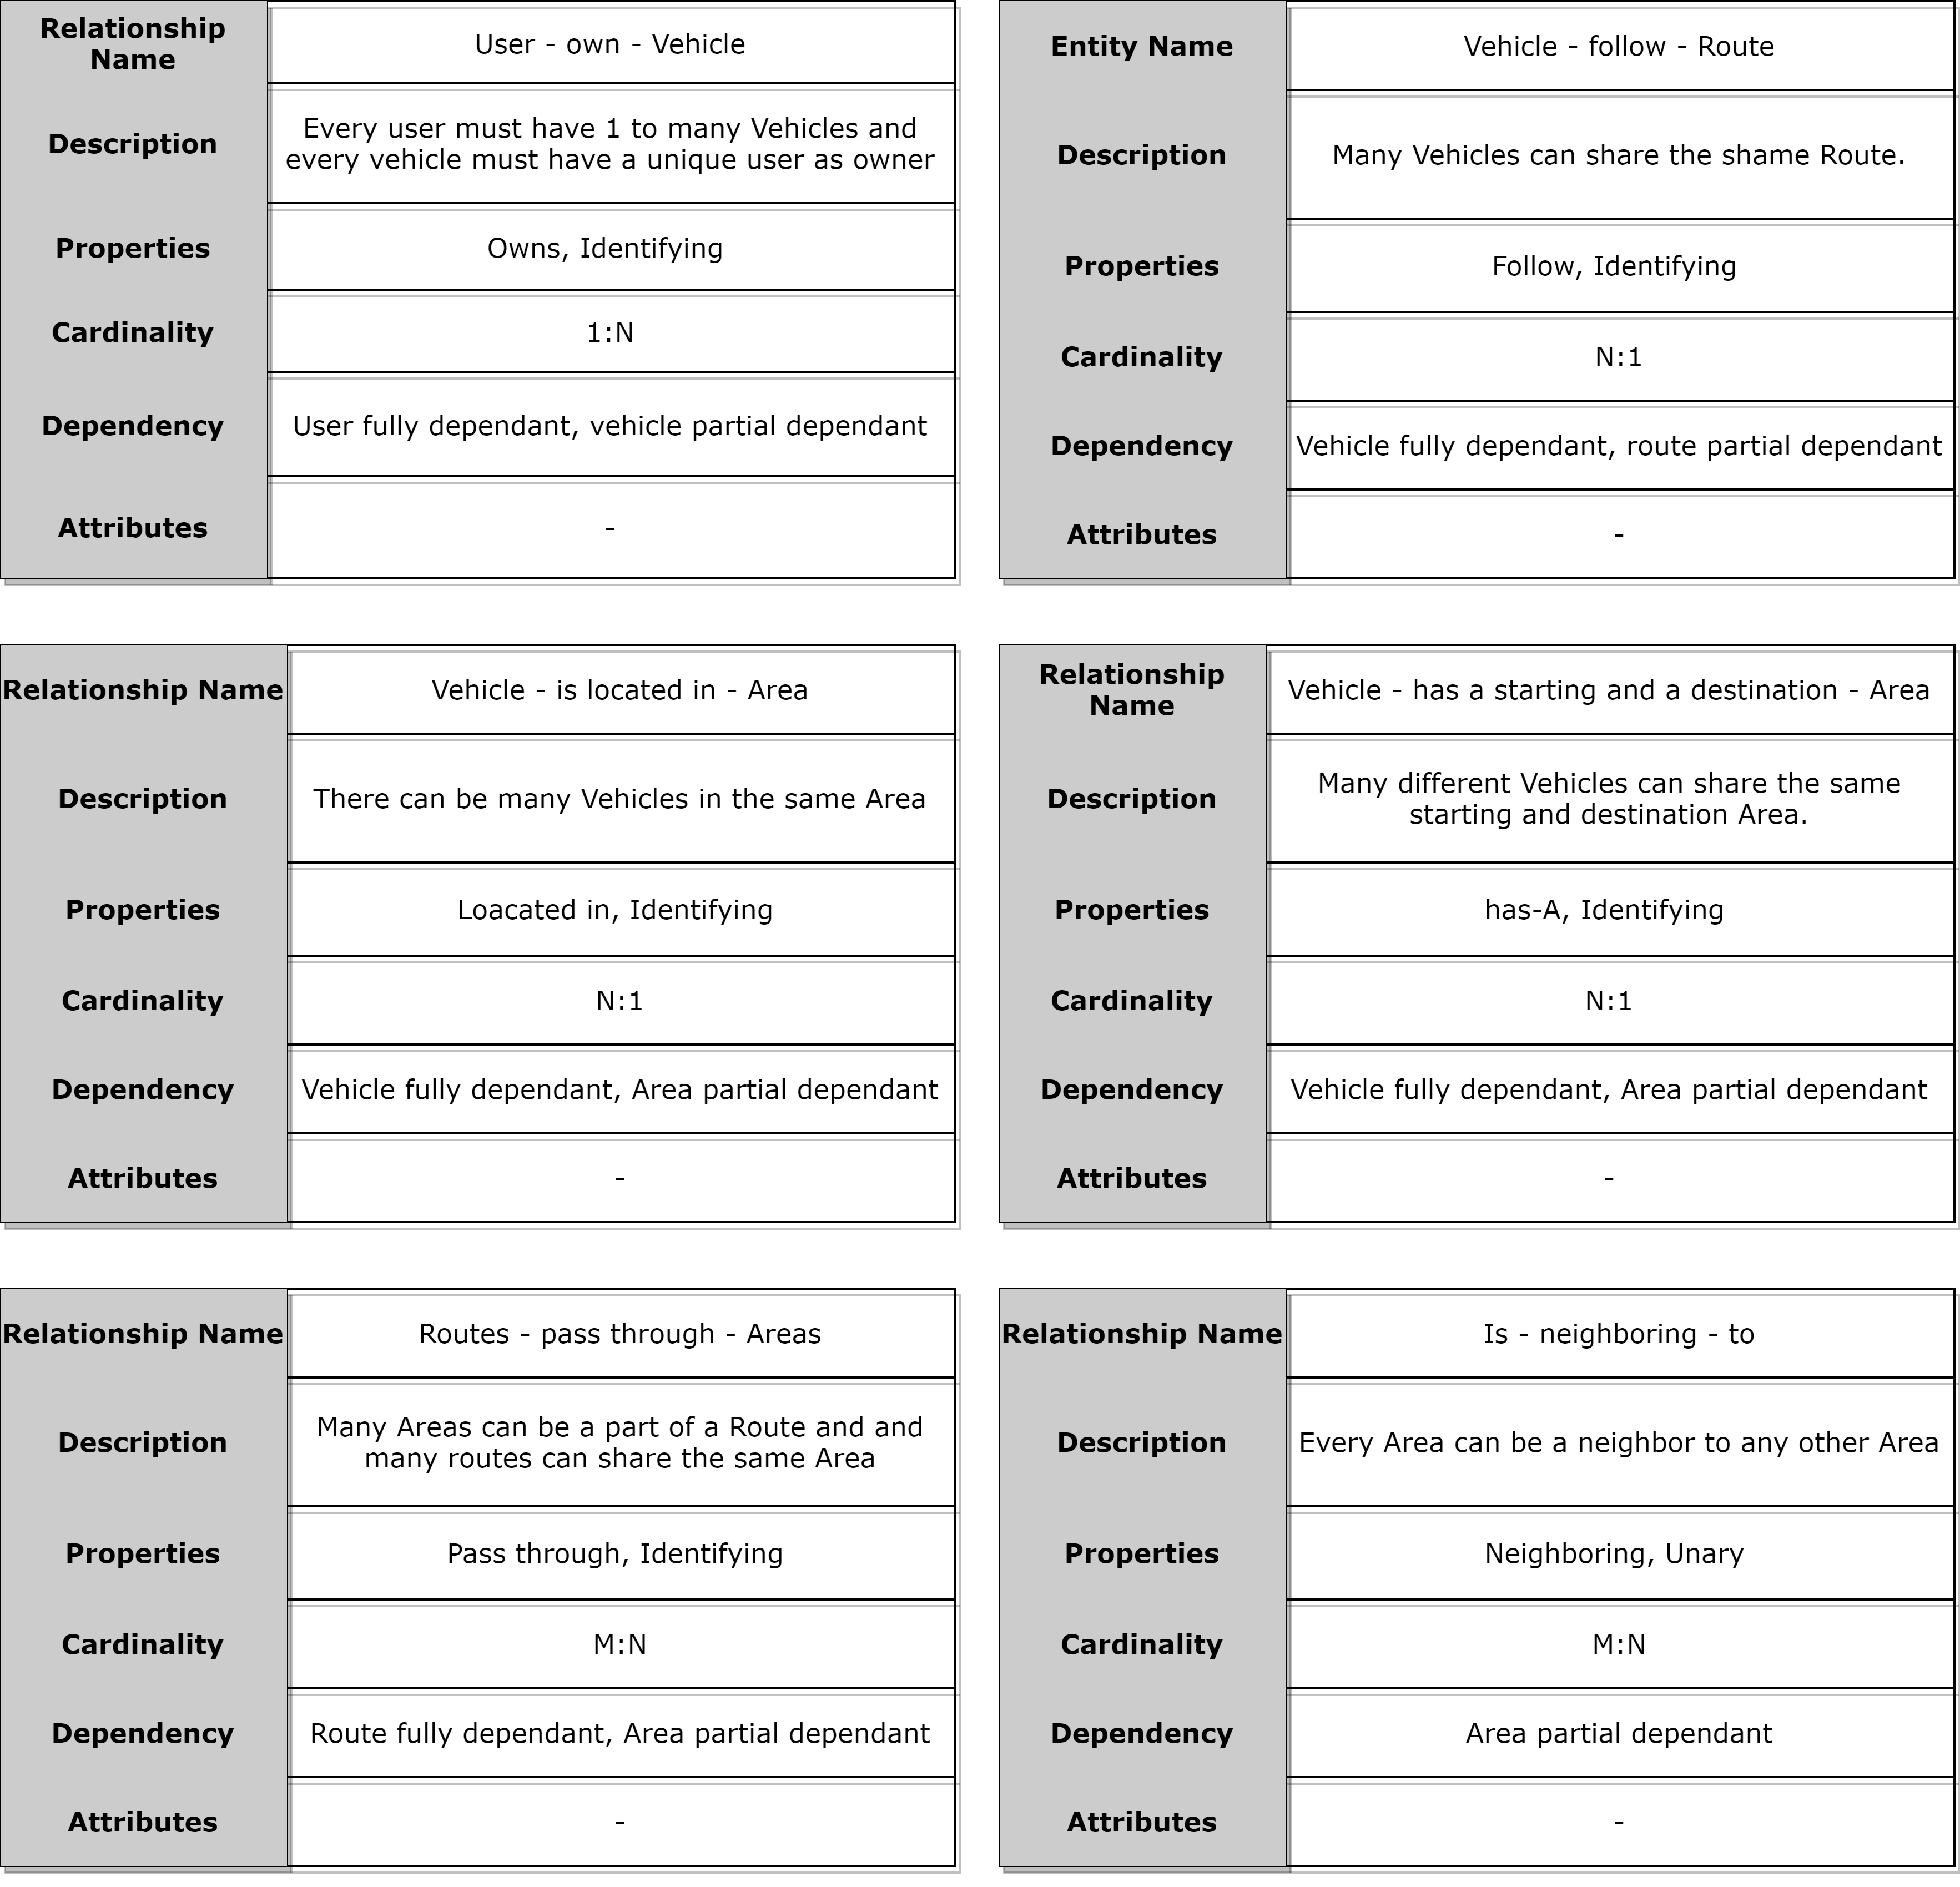 Relationship
Name
User - own - Vehicle
Description
Every user must have 1 to many Vehicles and
every vehicle must have a unique user as owner
Properties
Owns, Identifying
Cardinality
1:N
Dependency
User fully dependant, vehicle partial dependant
Attributes
-
Entity Name
Vehicle - follow - Route
Description
Many Vehicles can share the shame Route.
Properties
Follow, Identifying
Cardinality
N:1
Dependency
Vehicle fully dependant, route partial dependant
Attributes
-
Relationship Name
Vehicle - is located in - Area
Description
There can be many Vehicles in the same Area
Properties
Loacated in, Identifying
Cardinality
N:1
Dependency
Vehicle fully dependant, Area partial dependant
Attributes
-
Relationship
Name
Vehicle - has a starting and a destination - Area
Description
Many different Vehicles can share the same
starting and destination Area.
Properties
has-A, Identifying
Cardinality
N:1
Dependency
Vehicle fully dependant, Area partial dependant
Attributes
-
Relationship Name
Routes - pass through - Areas
Description
Many Areas can be a part of a Route and and
many routes can share the same Area
Properties
Pass through, Identifying
Cardinality
M:N
Dependency
Route fully dependant, Area partial dependant
Attributes
-
Relationship Name
Is - neighboring - to
Description
Every Area can be a neighbor to any other Area
Properties
Neighboring, Unary
Cardinality
M:N
Dependency
Area partial dependant
Attributes
-